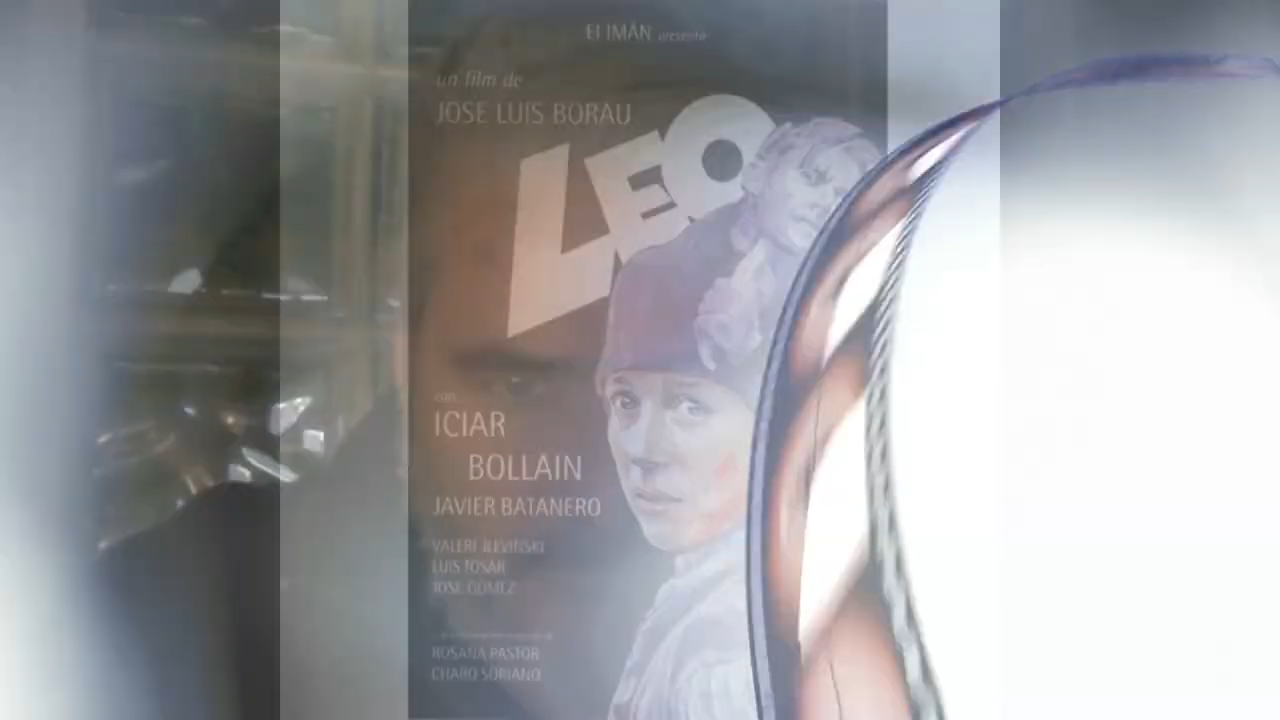 El IMÁN presenta
un film de
JOSE LUIS BORAU
LEO
con
ICIAR
BOLLAIN
JAVIER BATANERO
VALERI JLEVINSKI
LUIS TOSAR
JOSE GOMEZ
ROSANA PASTOR
CHARO SORIANO